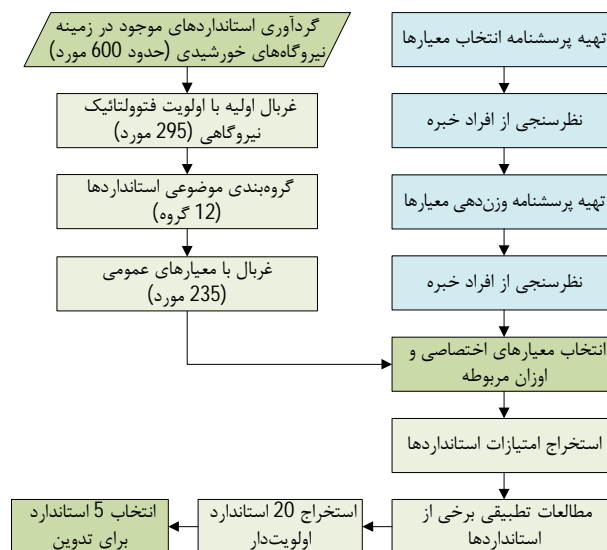 گردآوری استانداردهای موجود در زمینه
نیروگاه‌های خورشیدی (حدود 600 مورد)
غربال اولیه با اولویت فتوولتائیک
نیروگاهی (295 مورد)
گروه‌بندی موضوعی استانداردها
(12 گروه)
غربال با معیارهای عمومی
(235 مورد)
تهیه پرسشنامه انتخاب معیارها
نظرسنجی از افراد خبره
تهیه پرسشنامه وزن‌دهی معیارها
نظرسنجی از افراد خبره
انتخاب معیارهای اختصاصی و
اوزان مربوطه
استخراج امتیازات استانداردها
مطالعات تطبیقی برخی از
استانداردها
استخراج 20 استاندارد
اولویت‌دار
انتخاب 5 استاندارد
برای تدوین